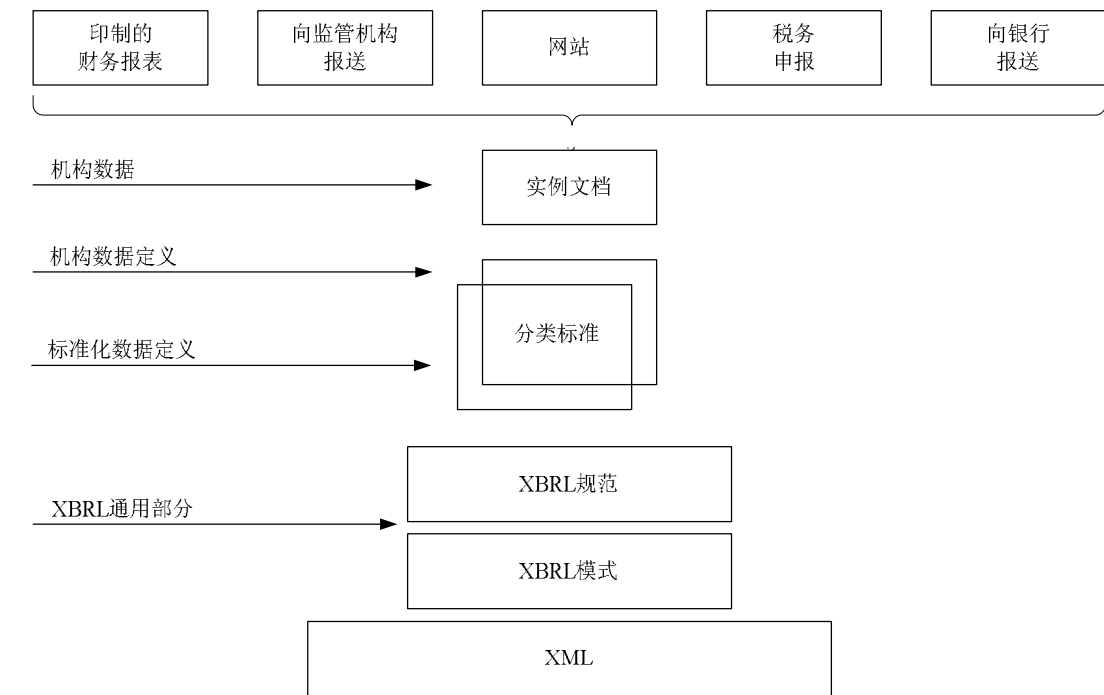 印制的
财务报表
向监管机构
报送
网站
税务
申报
向银行
报送
机构数据
实例文档
机构数据定义
分类标准
标准化数据定义
XBRL规范
XBRL通用部分
XBRL模式
XML